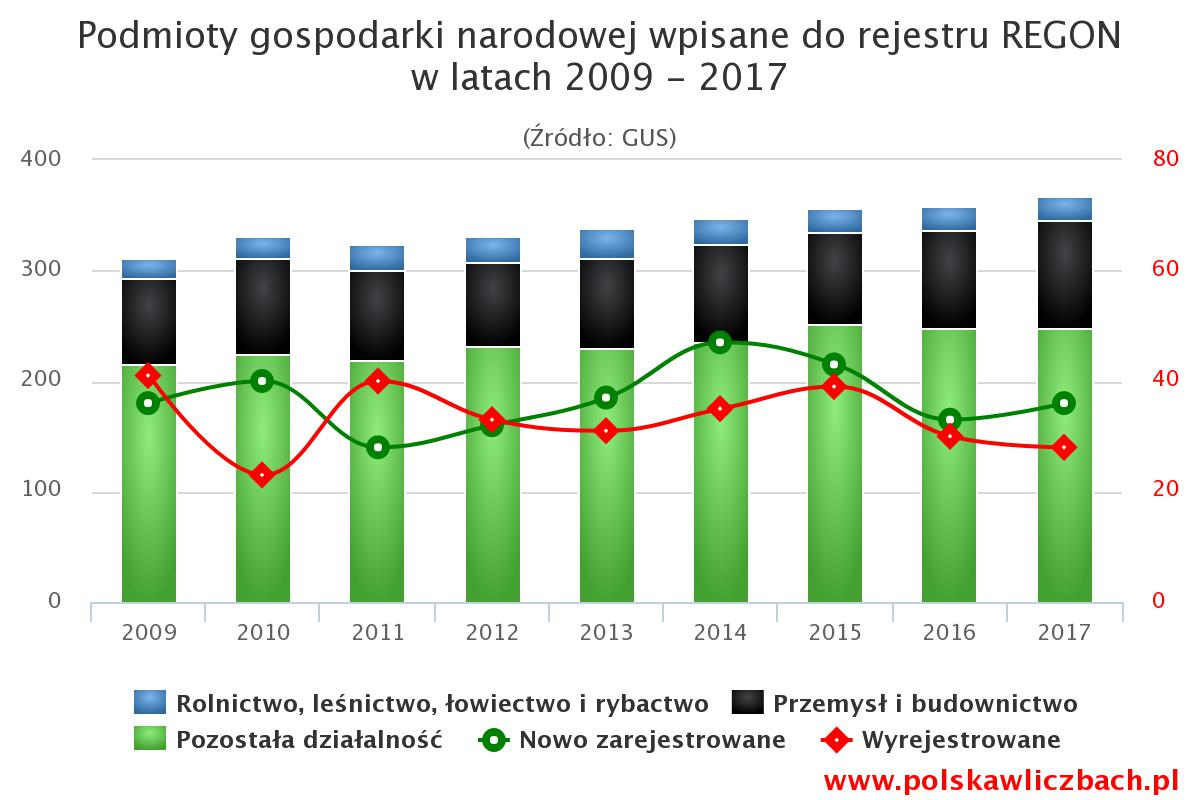 Podmioty gospodarki narodowej wpisane do rejestru REGON
w latach 2009 – 2017
(Źródło: GUS)
400 80
300 60
200 40
100 20
0 0
2009 2010 2011 2012 2013 2014 2015 2016 2017
Rolnictwo, leśnictwo, łowiectwo i rybactwo Przemysł i budownictwo
Pozostała działalność Nowo zarejestrowane Wyrejestrowane
www.polskawliczbach.pl